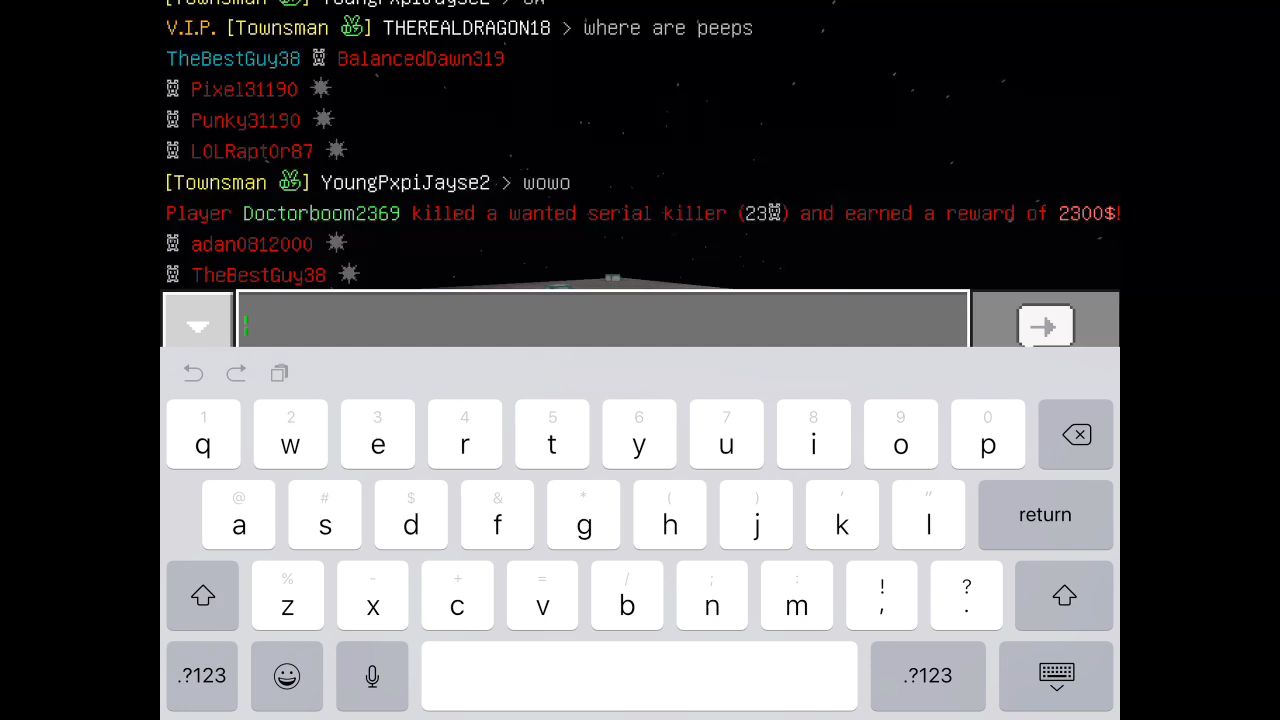 V.I.P. [Townsman] THEREALDRAGON18 > where are peeps
TheBestGuy38 BalancedDawn319
Pixel31190
Punky31190
LOLRaptOr87
[Townsman] YoungPxpiJayse2 > wowo
Player Doctorboom2369 killed a wanted serial killer (23) and earned a reward of 2300$!
adan0812000
TheBestGuy38
1 2 3 4 5 6 7 8 9 0
q w e r t y u i o p
@ # $ & * ( ) ' "
a s d f g h j k l return
% - + = / ; : ! ?
z x c v b n m , .
.?123 .?123